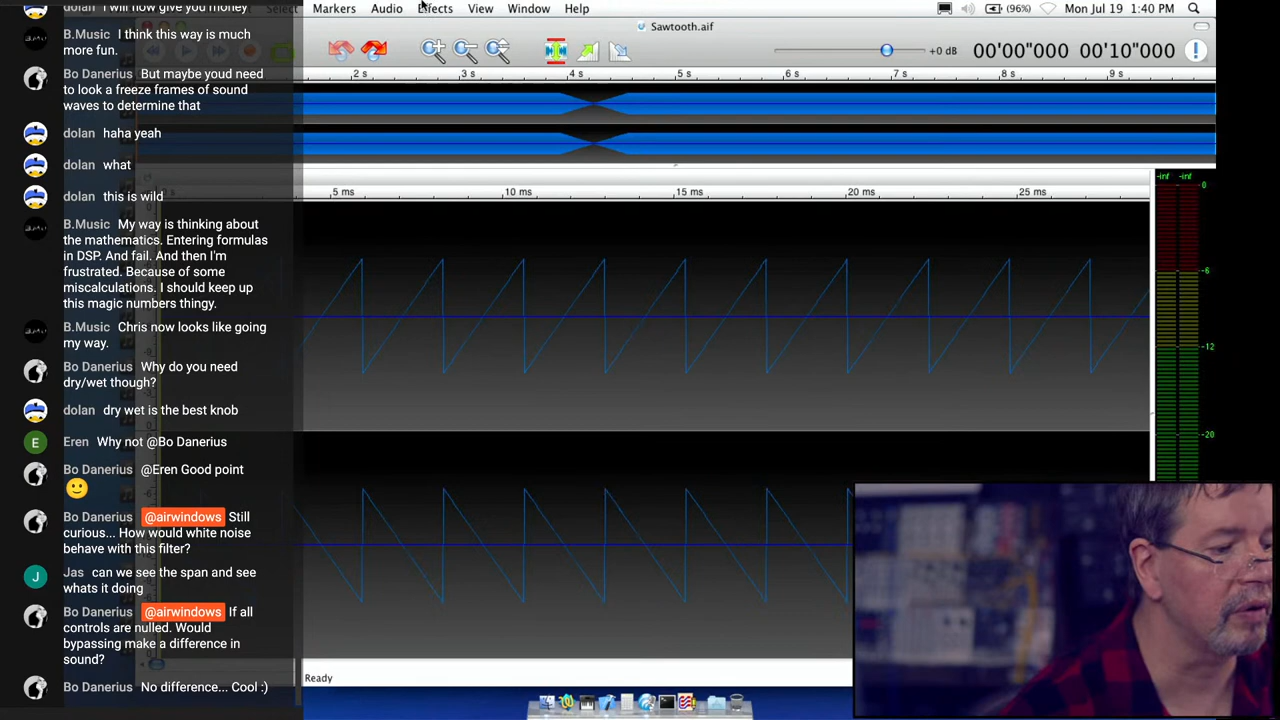 dolan I will now give you money
B.Music I think this way is much
more fun.
Bo Danerius But maybe youd need
to look a freeze frames of sound
waves to determine that
dolan haha yeah
dolan what
dolan this is wild
B.Music My way is thinking about
the mathematics. Entering formulas
in DSP. And fail. And then I'm
frustrated. Because of some
miscalculations. I should keep up
this magic numbers thingy.
B.Music Chris now looks like going
my way.
Bo Danerius Why do you need
dry/wet though?
dolan dry wet is the best knob
E Eren Why not @Bo Danerius
Bo Danerius @Eren Good point
Bo Danerius @airwindows Still
curious... How would white noise
behave with this filter?
J Jas can we see the span and see
whats it doing
Bo Danerius @airwindows If all
controls are nulled. Would
bypassing make a difference in
sound?
Bo Danerius No difference... Cool :)
Markers Audio Effects View Window Help
(96%) Mon Jul 19 1:40 PM
Sawtooth.aif
+0 dB 00'00"000 00'10"000
2 s 3 s 4 s 5 s 6 s 7 s 8 s 9 s
5 ms 10 ms 15 ms 20 ms 25 ms
-inf -inf
0
-6
-12
-20
Ready